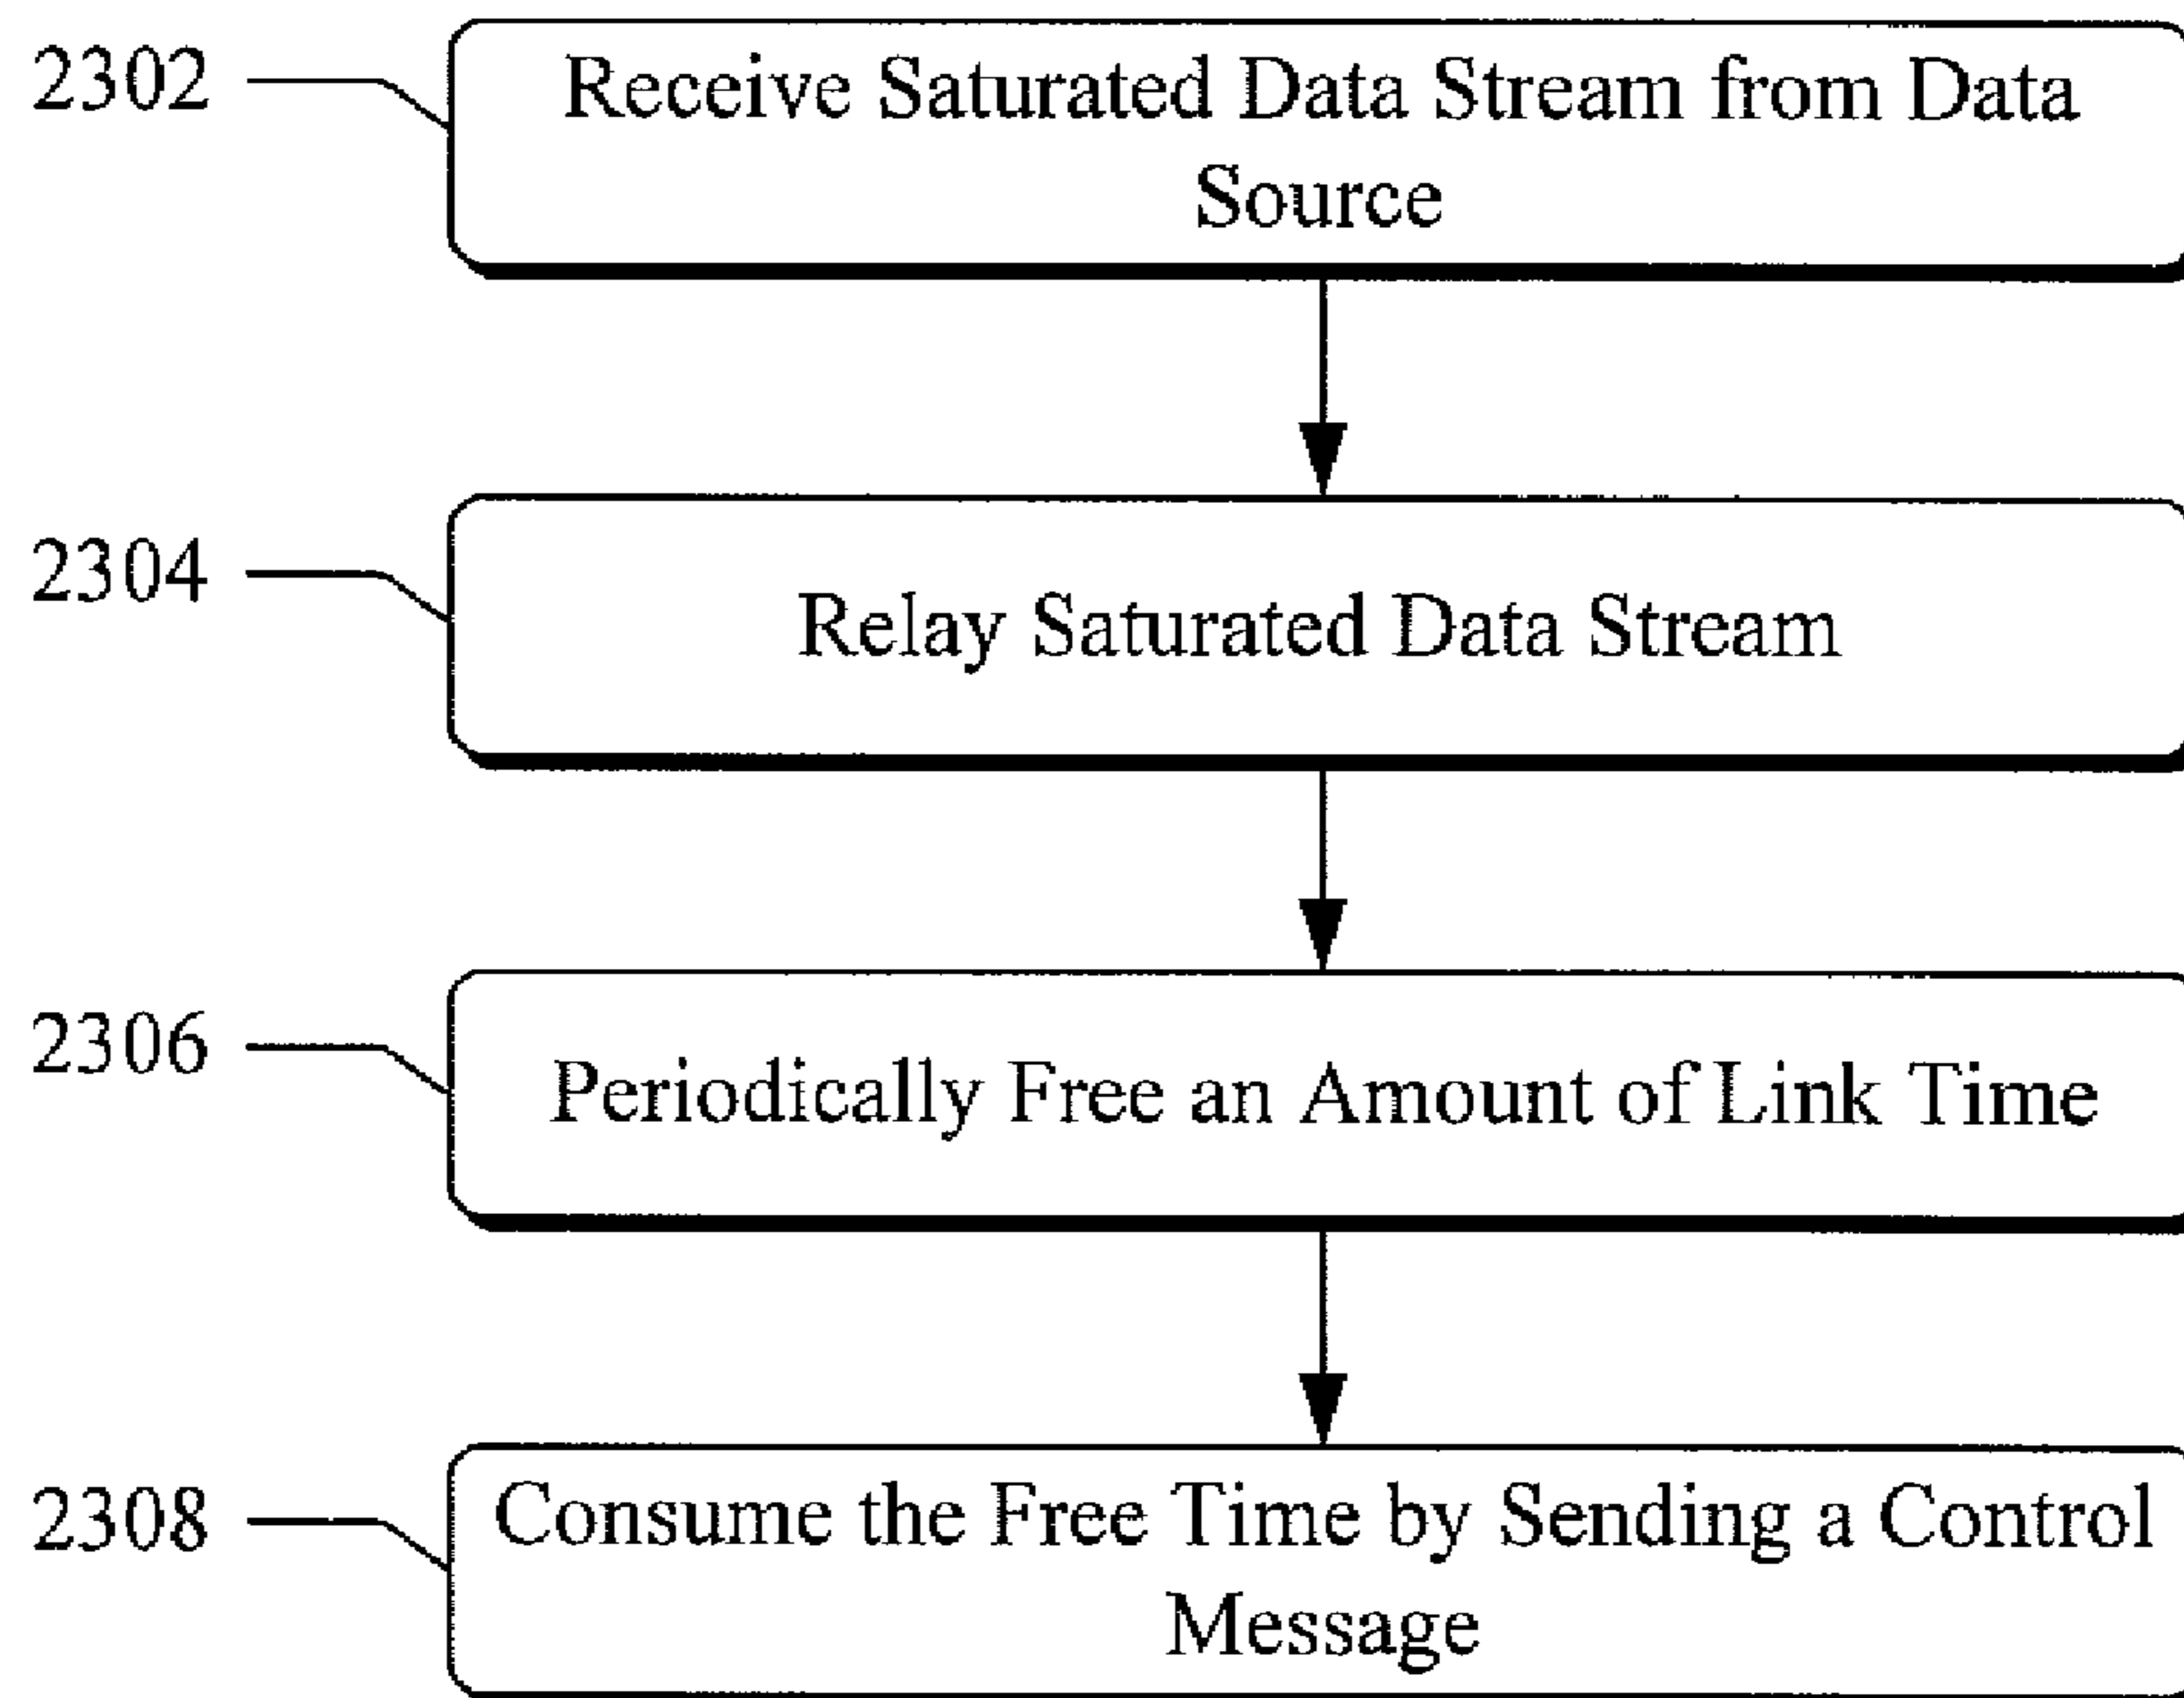 2302
Receive Saturated Data Stream from Data
Source
2304
Relay Saturated Data Stream
2306
Periodically Free an Amount of Link Time
2308
Consume the Free Time by Sending a Control
Message